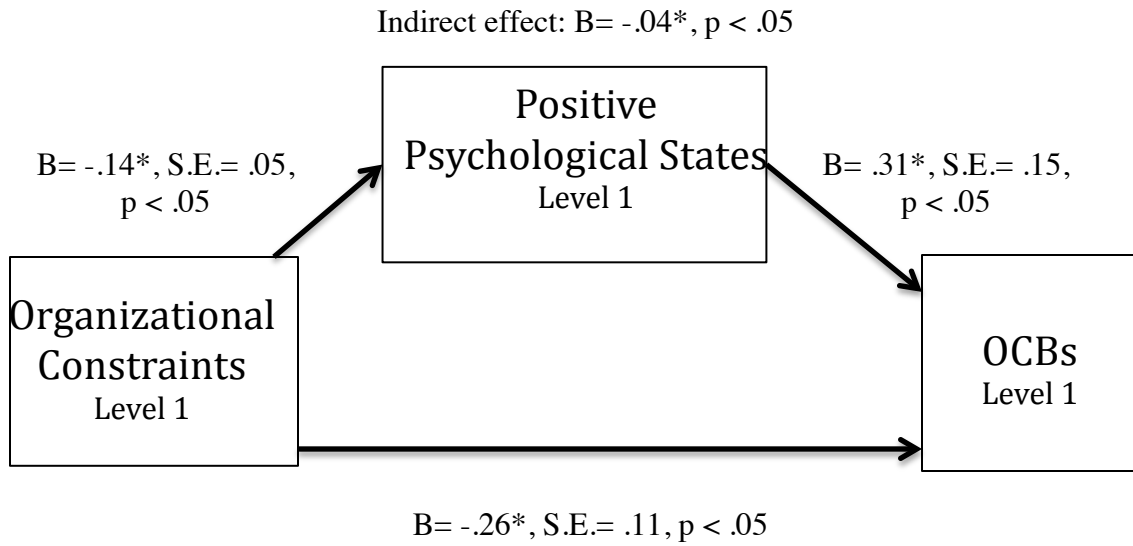 Indirect effect: B= -.04*, p < .05
Positive
Psychological States
Level 1
B= -.14*, S.E.= .05,
p < .05
B= .31*, S.E.= .15,
p < .05
Organizational
Constraints
Level 1
OCBs
Level 1
B= -.26*, S.E.= .11, p < .05